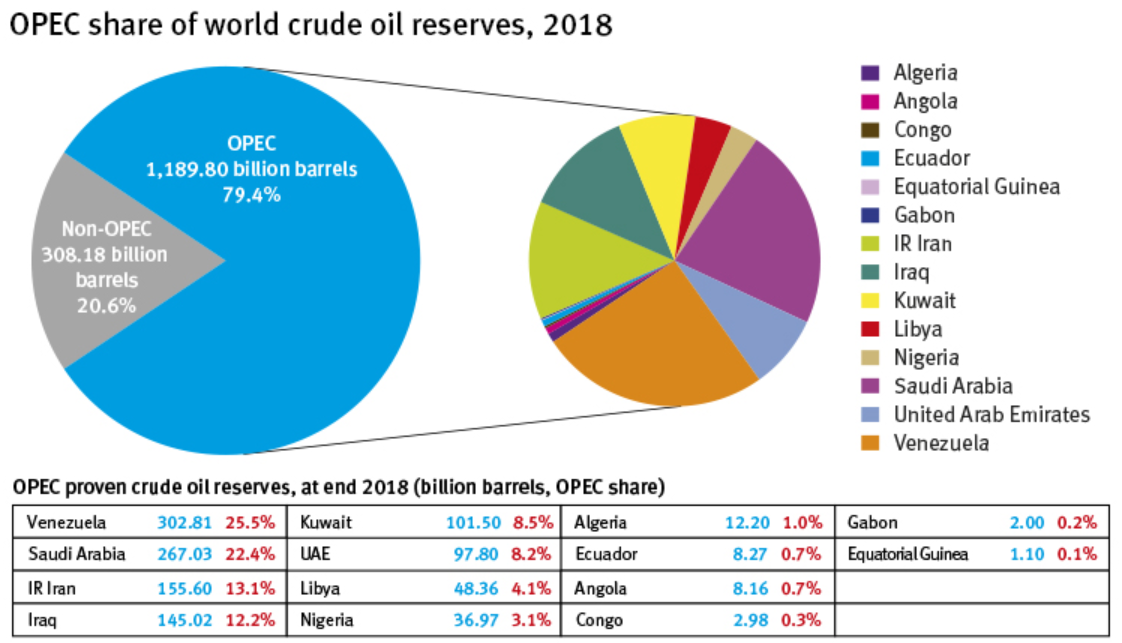 OPEC share of world crude oil reserves, 2018
OPEC
1,189.80 billion barrels
79.4%
Non-OPEC
308.18 billion
barrels
20.6%
Algeria
Angola
Congo
Ecuador
Equatorial Guinea
Gabon
IR Iran
Iraq
Kuwait
Libya
Nigeria
Saudi Arabia
United Arab Emirates
Venezuela
OPEC proven crude oil reserves, at end 2018 (billion barrels, OPEC share)
Venezuela 302.81 25.5% Kuwait 101.50 8.5% Algeria 12.20 1.0% Gabon 2.00 0.2%
Saudi Arabia 267.03 22.4% UAE 97.80 8.2% Ecuador 8.27 0.7% Equatorial Guinea 1.10 0.1%
IR Iran 155.60 13.1% Libya 48.36 4.1% Angola 8.16 0.7%
Iraq 145.02 12.2% Nigeria 36.97 3.1% Congo 2.98 0.3%